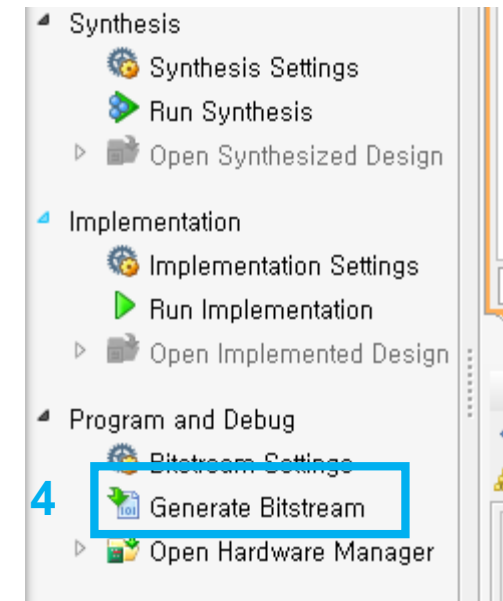 Synthesis
Synthesis Settings
Run Synthesis
Open Synthesized Design
Implementation
Implementation Settings
Run Implementation
Open Implemented Design
Program and Debug
Bitstream Settings
4 Generate Bitstream
Open Hardware Manager